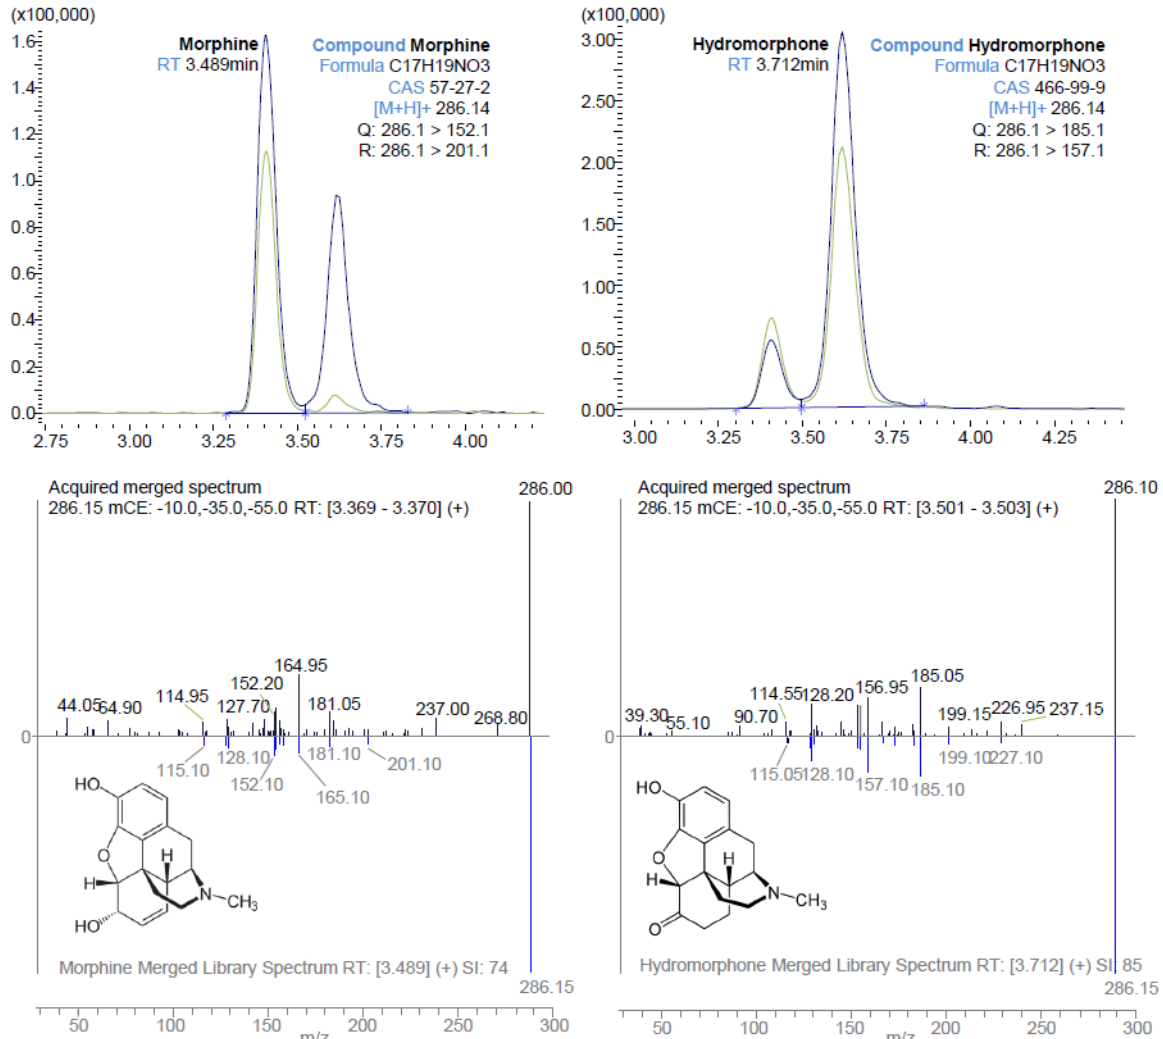 (x100,000)
Morphine
RT 3.489min
Compound Morphine
Formula C17H19NO3
CAS 57-27-2
[M+H]+ 286.14
Q: 286.1 > 152.1
R: 286.1 > 201.1
1.6
1.4
1.2
1.0
0.8
0.6
0.4
0.2
0.0
2.75 3.00 3.25 3.50 3.75 4.00
(x100,000)
Hydromorphone
RT 3.712min
Compound Hydromorphone
Formula C17H19NO3
CAS 466-99-9
[M+H]+ 286.14
Q: 286.1 > 185.1
R: 286.1 > 157.1
3.00
2.50
2.00
1.50
1.00
0.50
0.00
3.00 3.25 3.50 3.75 4.00 4.25
Acquired merged spectrum
286.15 mCE: -10.0,-35.0,-55.0 RT: [3.369 - 3.370] (+)
286.00
44.05 64.90 114.95 127.70 152.20 164.95 181.05 237.00 268.80
0
115.10 128.10 152.10 165.10 181.10 201.10
HO
O
H
H
N
CH3
HO
Morphine Merged Library Spectrum RT: [3.489] (+) SI: 74
286.15
50 100 150 200 250 300
m/z
Acquired merged spectrum
286.15 mCE: -10.0,-35.0,-55.0 RT: [3.501 - 3.503] (+)
286.10
39.30 55.10 90.70 114.55 128.20 156.95 185.05 199.15 226.95 237.15
0
115.05 128.10 157.10 185.10 199.10 227.10
HO
O
H
H
N
CH3
O
Hydromorphone Merged Library Spectrum RT: [3.712] (+) SI: 85
286.15
50 100 150 200 250 300
m/z